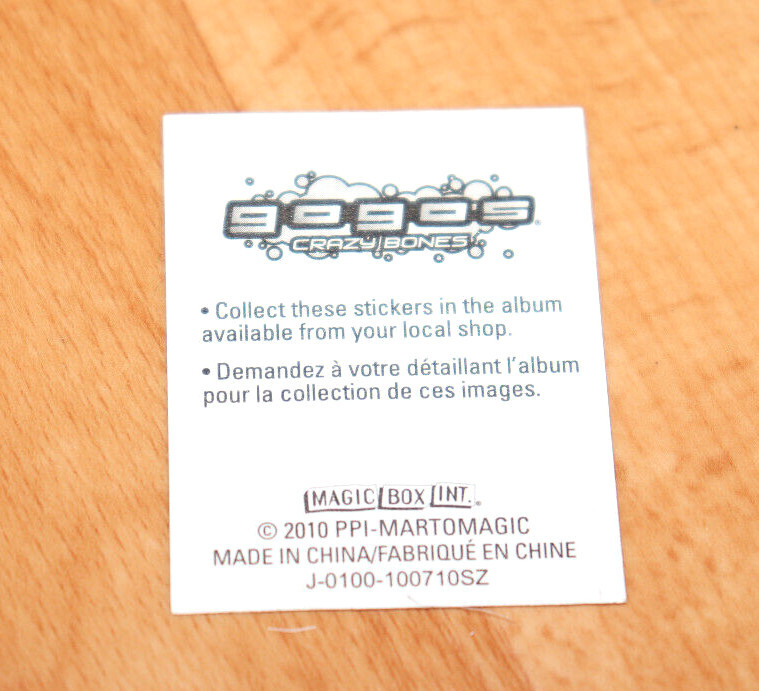 gogo's
CRAZY BONES
• Collect these stickers in the album
available from your local shop.
• Demandez à votre détaillant l'album
pour la collection de ces images.
MAGIC BOX INT.
© 2010 PPI-MARTOMAGIC
MADE IN CHINA/FABRIQUÉ EN CHINE
J-0100-100710SZ